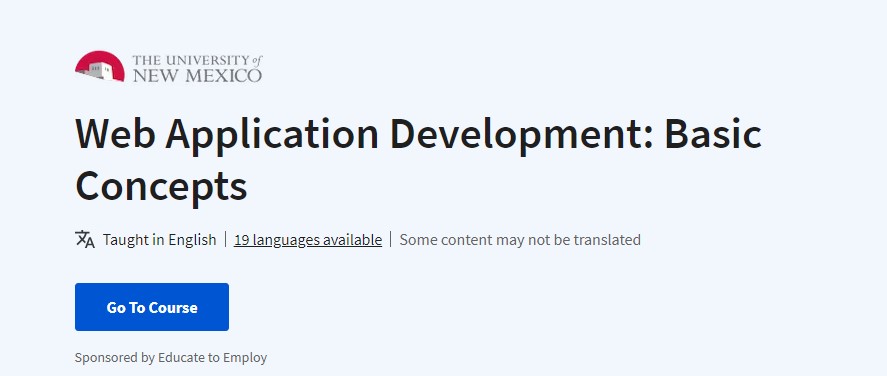 THE UNIVERSITY of
NEW MEXICO
Web Application Development: Basic
Concepts
Taught in English | 19 languages available | Some content may not be translated
Go To Course
Sponsored by Educate to Employ